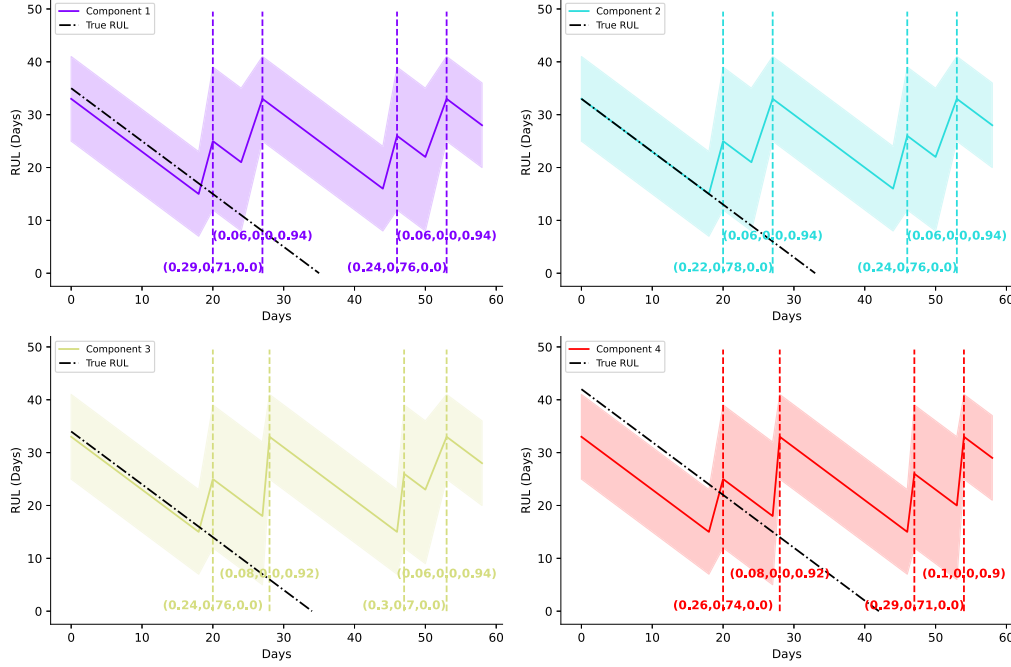 50
40
30
20
10
0
RUL (Days)
Component 1
True RUL
(0.06,0.0,0.94)
(0.06,0.0,0.94)
(0.29,0.71,0.0)
(0.24,0.76,0.0)
0 10 20 30 40 50 60
Days
50
40
30
20
10
0
RUL (Days)
Component 2
True RUL
(0.06,0.0,0.94)
(0.06,0.0,0.94)
(0.22,0.78,0.0)
(0.24,0.76,0.0)
0 10 20 30 40 50 60
Days
50
40
30
20
10
0
RUL (Days)
Component 3
True RUL
(0.08,0.0,0.92)
(0.06,0.0,0.94)
(0.24,0.76,0.0)
(0.3,0.7,0.0)
0 10 20 30 40 50 60
Days
50
40
30
20
10
0
RUL (Days)
Component 4
True RUL
(0.08,0.0,0.92)
(0.1,0.0,0.9)
(0.26,0.74,0.0)
(0.29,0.71,0.0)
0 10 20 30 40 50 60
Days